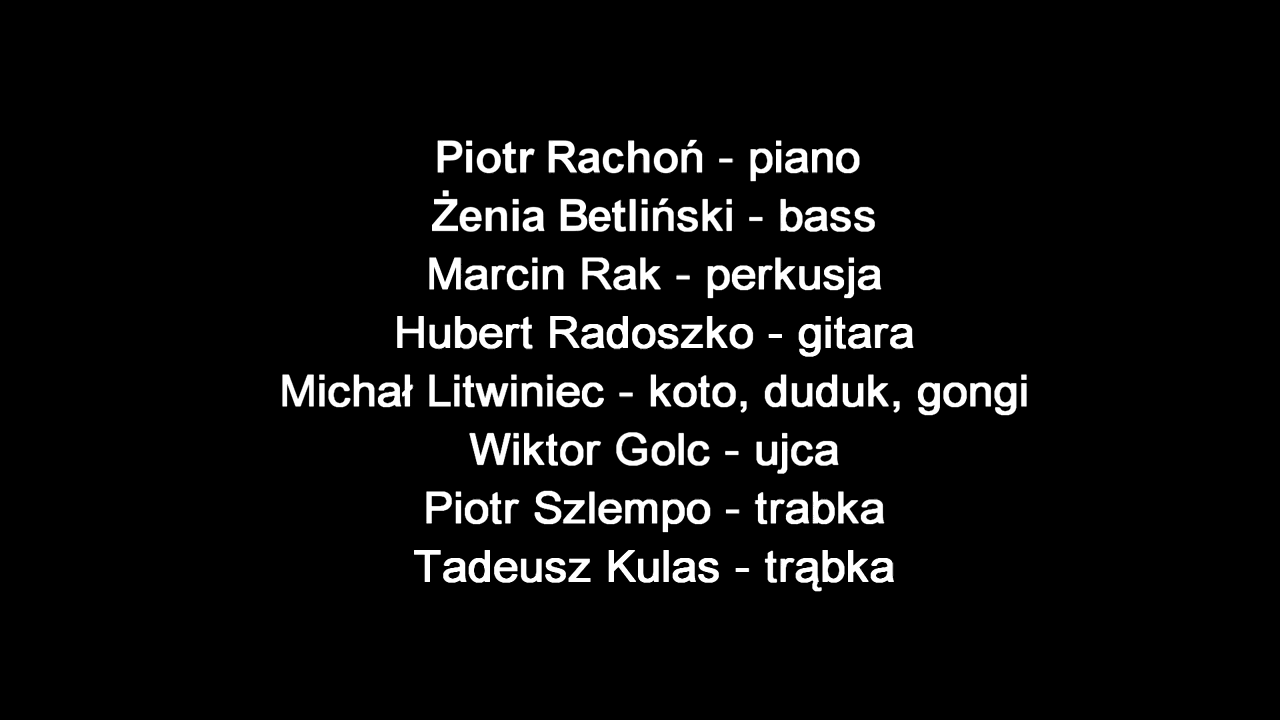 Piotr Rachoń - piano
Żenia Betliński - bass
Marcin Rak - perkusja
Hubert Radoszko - gitara
Michał Litwiniec - koto, duduk, gongi
Wiktor Golc - ujca
Piotr Szlempo - trabka
Tadeusz Kulas - trąbka